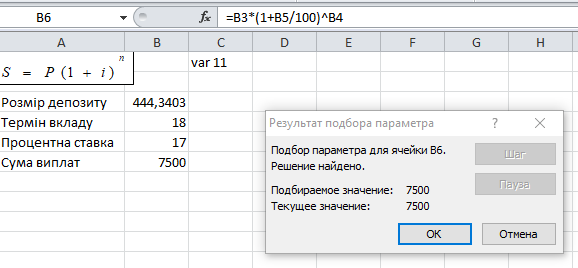 B6 fx =B3*(1+B5/100)^B4
A B C D E F G H
S = P (1 + i)ⁿ var 11
Розмір депозиту 444,3403
Термін вкладу 18
Процентна ставка 17
Сума виплат 7500
Результат подбора параметра ? ×
Подбор параметра для ячейки B6.
Решение найдено.
Подбираемое значение: 7500
Текущее значение: 7500
Шаг
Пауза
ОК Отмена